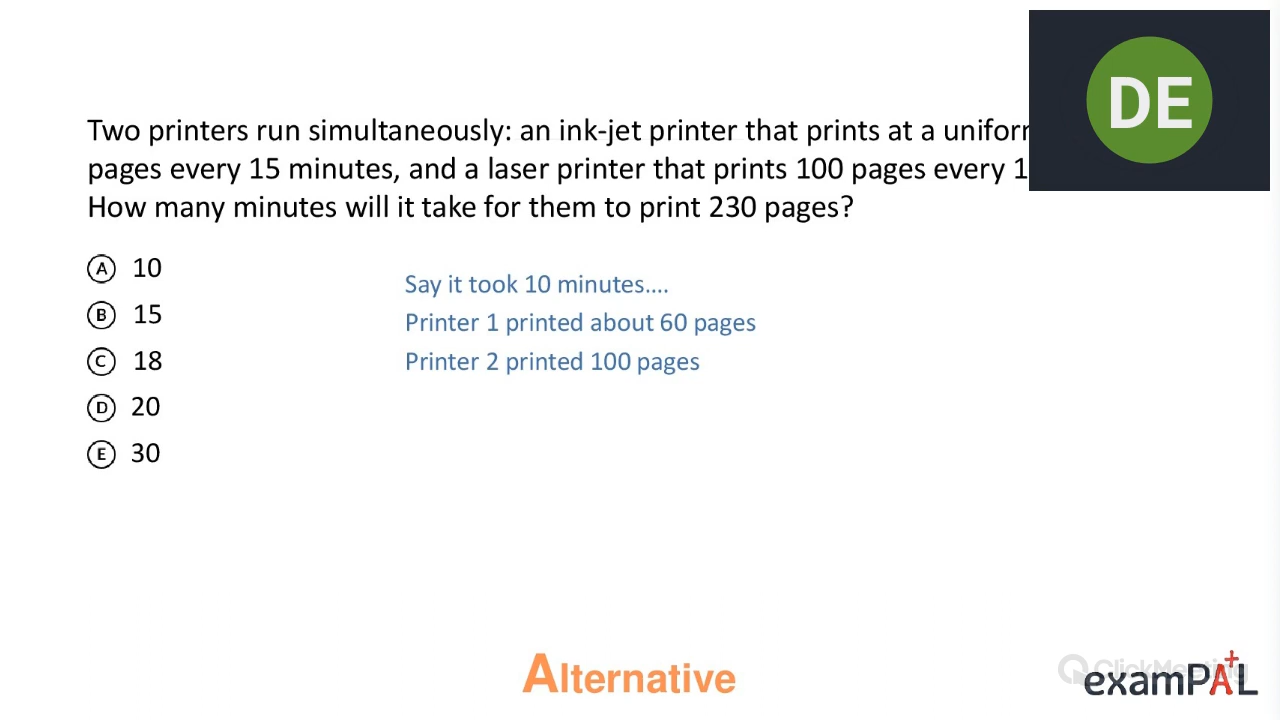 DE
Two printers run simultaneously: an ink-jet printer that prints at a
pages every 15 minutes, and a laser printer that prints 100 pages every
How many minutes will it take for them to print 230 pages?
A 10
B 15
C 18
D 20
E 30
Say it took 10 minutes....
Printer 1 printed about 60 pages
Printer 2 printed 100 pages
Alternative
ClickMeeting
examPAL